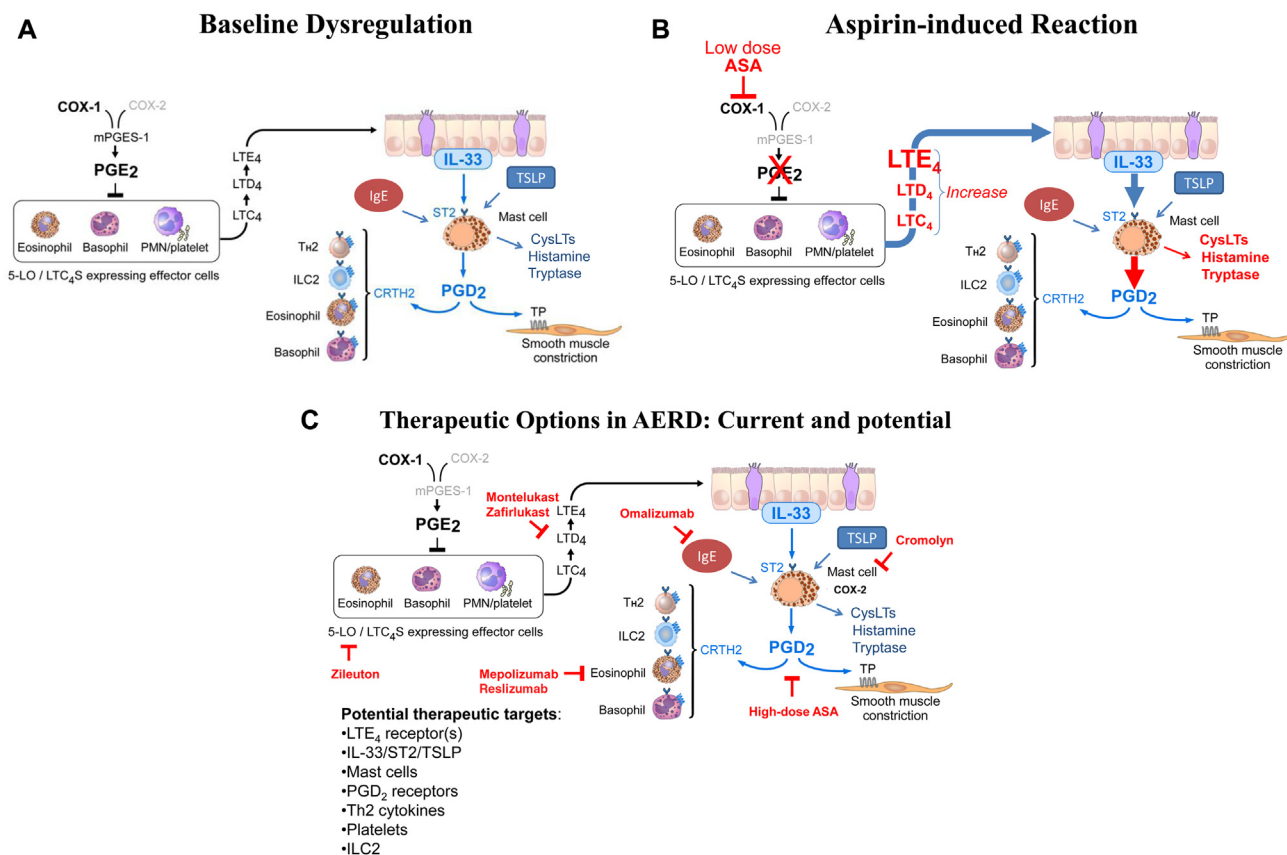 A
Baseline Dysregulation
COX-1
COX-2
mPGES-1
PGE2
Eosinophil
Basophil
PMN/platelet
5-LO / LTC4S expressing effector cells
LTE4
LTD4
LTC4
IL-33
TSLP
IgE
ST2
Mast cell
CysLTs
Histamine
Tryptase
TH2
ILC2
Eosinophil
Basophil
CRTH2
PGD2
TP
Smooth muscle
constriction
B
Aspirin-induced Reaction
Low dose
ASA
COX-1
COX-2
mPGES-1
PGE2
X
Eosinophil
Basophil
PMN/platelet
5-LO / LTC4S expressing effector cells
LTE4
LTD4
LTC4
Increase
IL-33
TSLP
IgE
ST2
Mast cell
CysLTs
Histamine
Tryptase
TH2
ILC2
Eosinophil
Basophil
CRTH2
PGD2
TP
Smooth muscle
constriction
C
Therapeutic Options in AERD: Current and potential
COX-1
COX-2
mPGES-1
PGE2
Eosinophil
Basophil
PMN/platelet
5-LO / LTC4S expressing effector cells
Zileuton
Montelukast
Zafirlukast
LTE4
LTD4
LTC4
IL-33
Omalizumab
IgE
TSLP
Cromolyn
ST2
Mast cell
COX-2
CysLTs
Histamine
Tryptase
TH2
ILC2
Eosinophil
Basophil
Mepolizumab
Reslizumab
CRTH2
PGD2
High-dose ASA
TP
Smooth muscle
constriction
Potential therapeutic targets:
•LTE4 receptor(s)
•IL-33/ST2/TSLP
•Mast cells
•PGD2 receptors
•Th2 cytokines
•Platelets
•ILC2